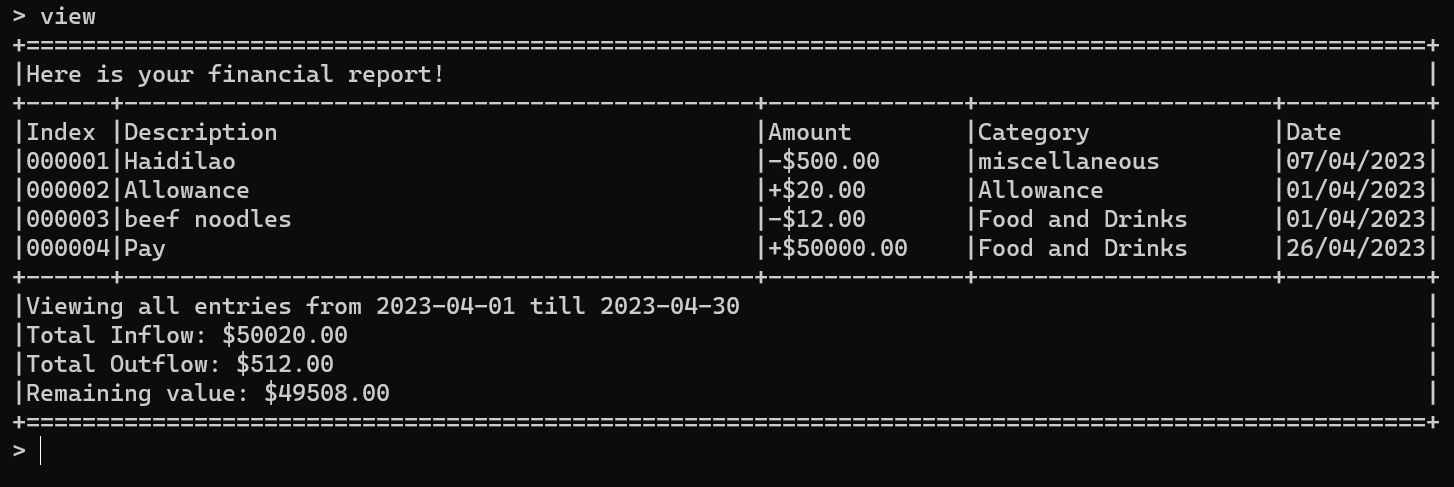 > view
+====================================================================================================+
|Here is your financial report!                                                                      |
+------+---------------------------------------------+--------------+---------------------+----------+
|Index |Description                                  |Amount        |Category             |Date      |
|000001|Haidilao                                     |-$500.00      |miscellaneous        |07/04/2023|
|000002|Allowance                                    |+$20.00       |Allowance            |01/04/2023|
|000003|beef noodles                                 |-$12.00       |Food and Drinks      |01/04/2023|
|000004|Pay                                          |+$50000.00    |Food and Drinks      |26/04/2023|
+------+---------------------------------------------+--------------+---------------------+----------+
|Viewing all entries from 2023-04-01 till 2023-04-30                                                 |
|Total Inflow: $50020.00                                                                             |
|Total Outflow: $512.00                                                                              |
|Remaining value: $49508.00                                                                          |
+====================================================================================================+
>